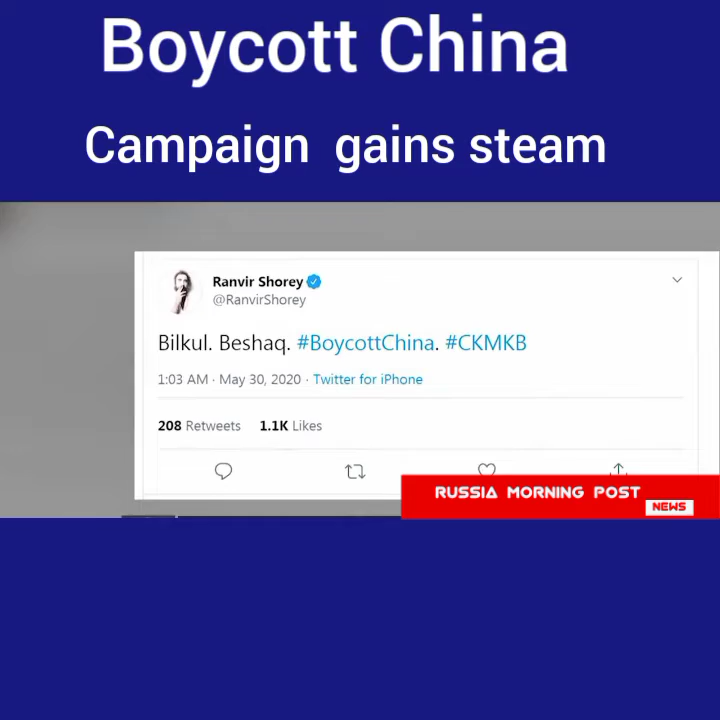 Boycott China
Campaign gains steam
Ranvir Shorey
@RanvirShorey
Bilkul. Beshaq. #BoycottChina. #CKMKB
1:03 AM · May 30, 2020 · Twitter for iPhone
208 Retweets 1.1K Likes
RUSSIA MORNING POST
NEWS